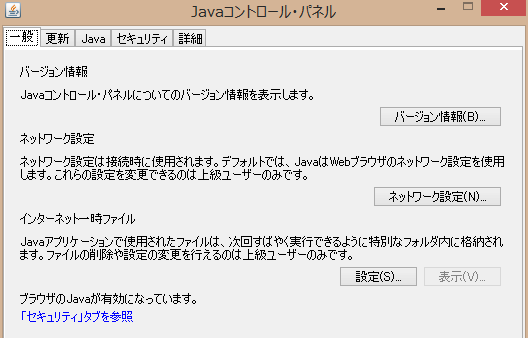 Javaコントロール・パネル
一般 更新 Java セキュリティ 詳細
バージョン情報
Javaコントロール・パネルについてのバージョン情報を表示します。
バージョン情報(B)...
ネットワーク設定
ネットワーク設定は接続時に使用されます。デフォルトでは、JavaはWebブラウザのネットワーク設定を使用
します。これらの設定を変更できるのは上級ユーザーのみです。
ネットワーク設定(N)...
インターネット一時ファイル
Javaアプリケーションで使用されたファイルは、次回すばやく実行できるように特別なフォルダ内に格納されま
す。ファイルの削除や設定の変更を行えるのは上級ユーザーのみです。
設定(S)... 表示(V)...
ブラウザのJavaが有効になっています。
「セキュリティ」タブを参照